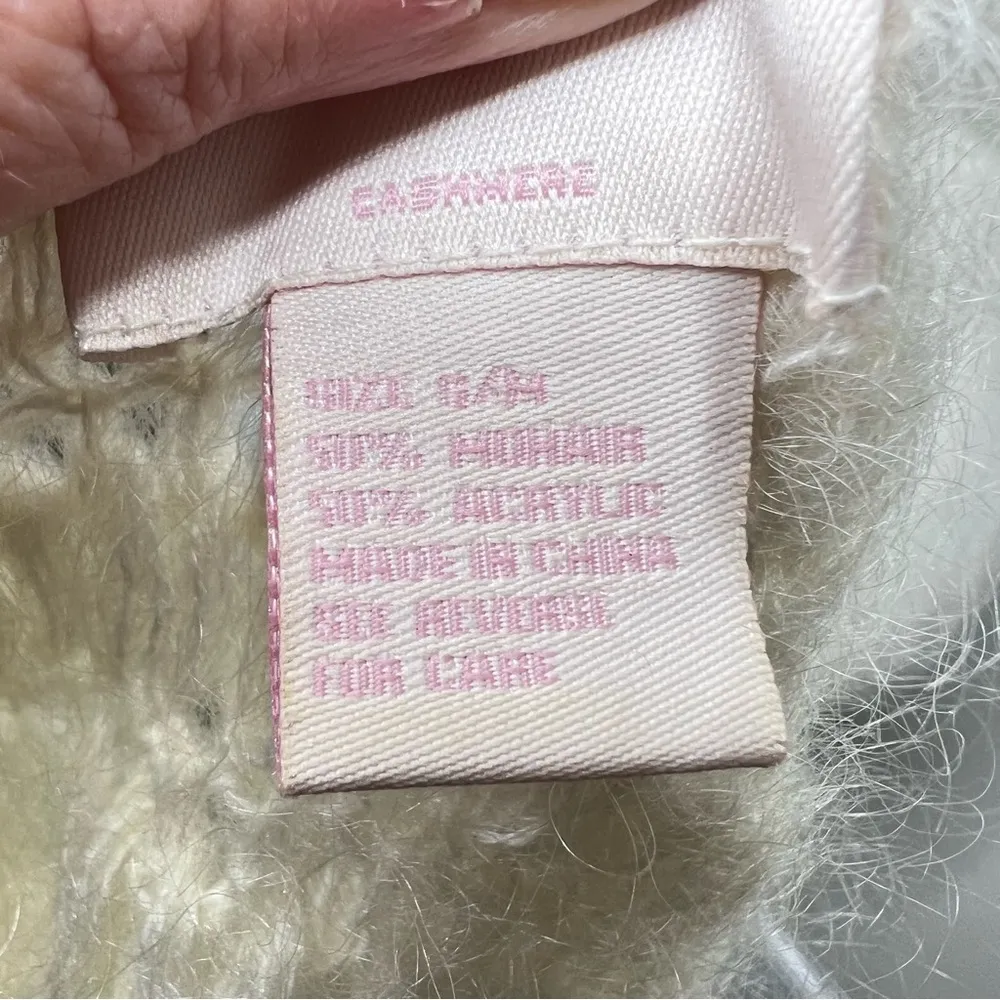 CASHMERE
SIZE
50% MOHAIR
50% ACRYLIC
MADE IN CHINA
SEE REVERSE
FOR CARE